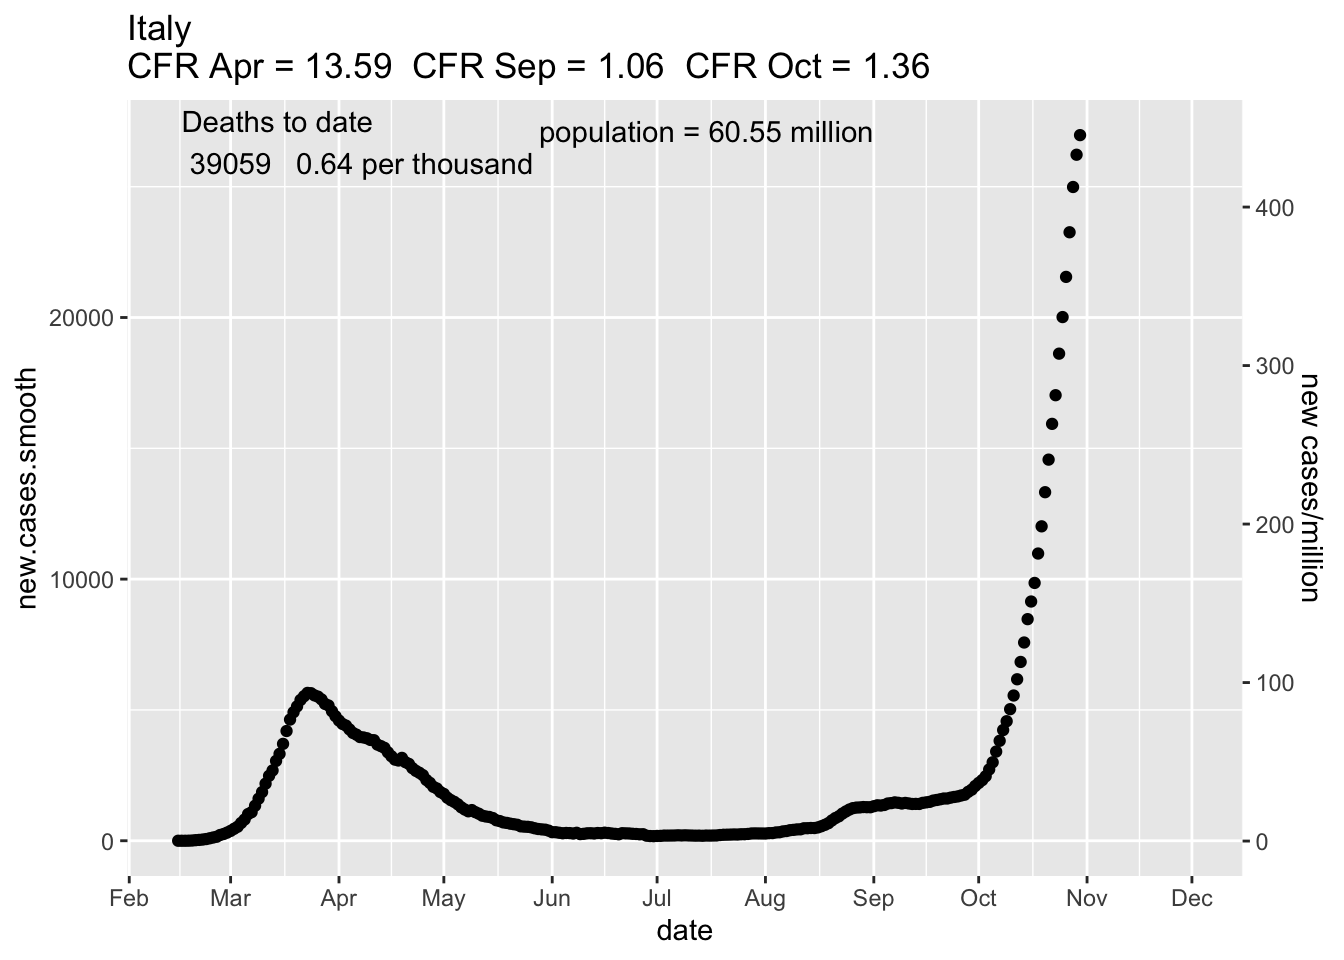 Italy
CFR Apr = 13.59  CFR Sep = 1.06  CFR Oct = 1.36
Deaths to date
39059   0.64 per thousand
population = 60.55 million
new.cases.smooth
20000
10000
0
400
300
200
100
0
new cases/million
Feb Mar Apr May Jun Jul Aug Sep Oct Nov Dec
date